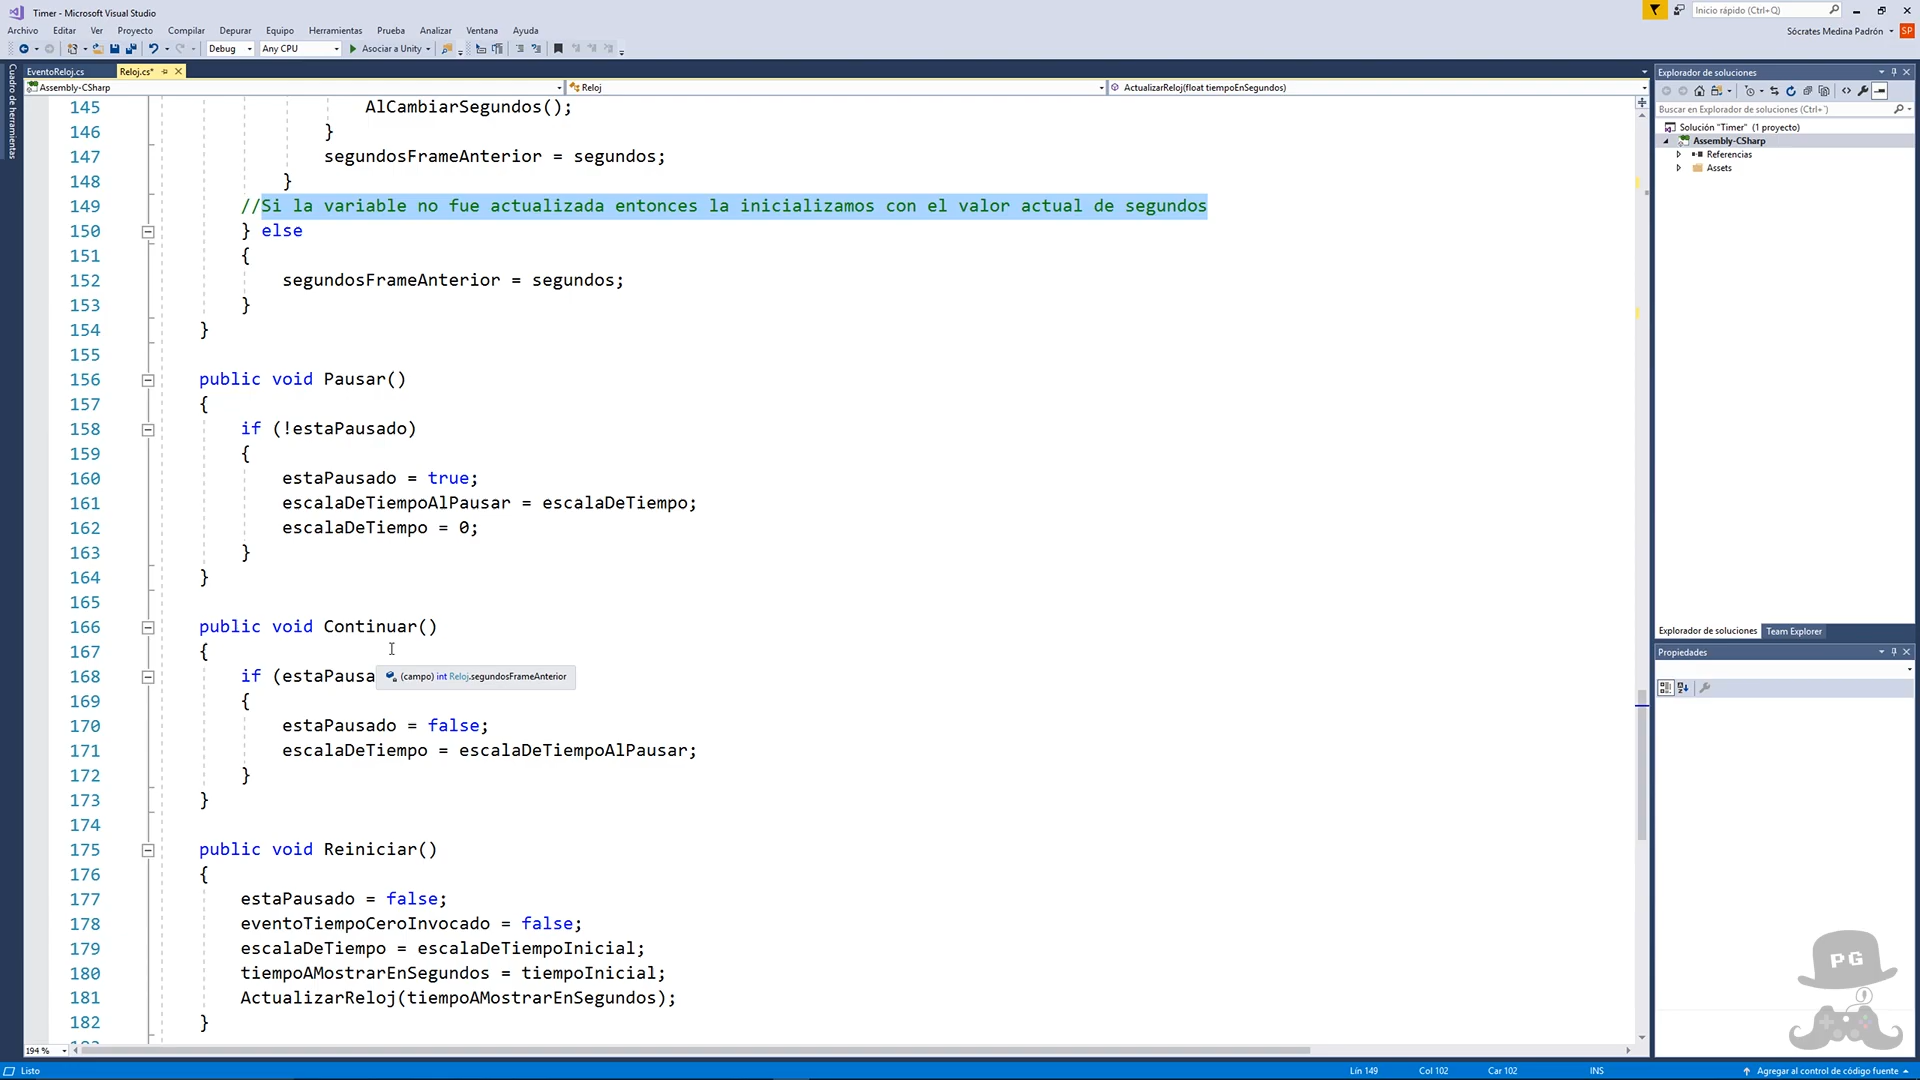 Timer - Microsoft Visual Studio
Inicio rápido (Ctrl+Q)
Archivo Editar Ver Proyecto Compilar Depurar Equipo Herramientas Prueba Analizar Ventana Ayuda
Sócrates Medina Padrón
SP
Debug Any CPU Asociar a Unity
Cuadro de herramientas
EventoReloj.cs Reloj.cs*
Assembly-CSharp Reloj ActualizarReloj(float tiempoEnSegundos)
145 AlCambiarSegundos();
146 }
147 segundosFrameAnterior = segundos;
148 }
149 //Si la variable no fue actualizada entonces la inicializamos con el valor actual de segundos
150 } else
151 {
152 segundosFrameAnterior = segundos;
153 }
154 }
155
156 public void Pausar()
157 {
158 if (!estaPausado)
159 {
160 estaPausado = true;
161 escalaDeTiempoAlPausar = escalaDeTiempo;
162 escalaDeTiempo = 0;
163 }
164 }
165
166 public void Continuar()
167 {
168 if (estaPausa
(campo) int Reloj.segundosFrameAnterior
169 {
170 estaPausado = false;
171 escalaDeTiempo = escalaDeTiempoAlPausar;
172 }
173 }
174
175 public void Reiniciar()
176 {
177 estaPausado = false;
178 eventoTiempoCeroInvocado = false;
179 escalaDeTiempo = escalaDeTiempoInicial;
180 tiempoAMostrarEnSegundos = tiempoInicial;
181 ActualizarReloj(tiempoAMostrarEnSegundos);
182 }
194 %
Explorador de soluciones
Buscar en Explorador de soluciones (Ctrl+´)
Solución "Timer" (1 proyecto)
Assembly-CSharp
Referencias
Assets
Explorador de soluciones Team Explorer
Propiedades
PG
Listo Lín 149 Col 102 Car 102 INS Agregar al control de código fuente